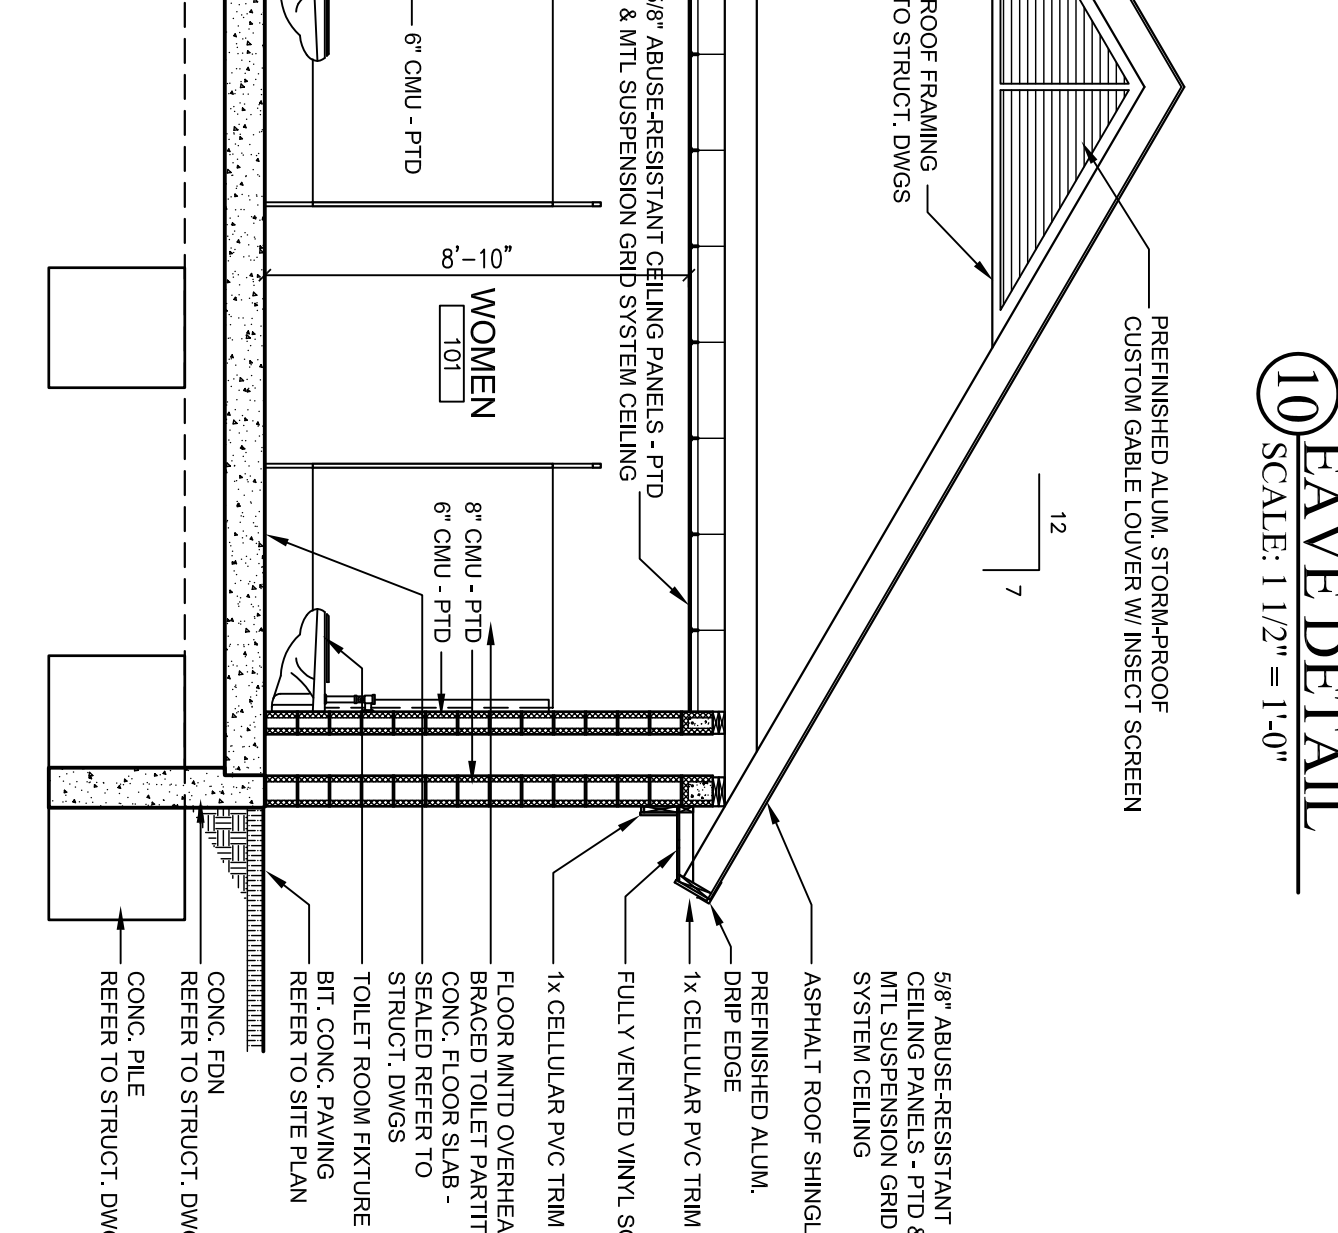 10
EAVE DETAIL
SCALE: 1 1/2" = 1'-0"
PREFINISHED ALUM. STORM-PROOF
CUSTOM GABLE LOUVER W/ INSECT SCREEN
12
7
ROOF FRAMING
TO STRUCT. DWGS
5/8" ABUSE-RESISTANT
CEILING PANELS - PTD &
MTL SUSPENSION GRID
SYSTEM CEILING
ASPHALT ROOF SHINGL
PREFINISHED ALUM.
DRIP EDGE
1x CELLULAR PVC TRIM
5/8" ABUSE-RESISTANT CEILING PANELS - PTD
& MTL SUSPENSION GRID SYSTEM CEILING
FULLY VENTED VINYL SO
1x CELLULAR PVC TRIM
8'-10"
WOMEN
101
8" CMU - PTD
6" CMU - PTD
6" CMU - PTD
FLOOR MNTD OVERHEA
BRACED TOILET PARTIT
CONC. FLOOR SLAB -
SEALED REFER TO
STRUCT. DWGS
TOILET ROOM FIXTURE
BIT. CONC. PAVING
REFER TO SITE PLAN
CONC. FDN
REFER TO STRUCT. DWG
CONC. PILE
REFER TO STRUCT. DWG